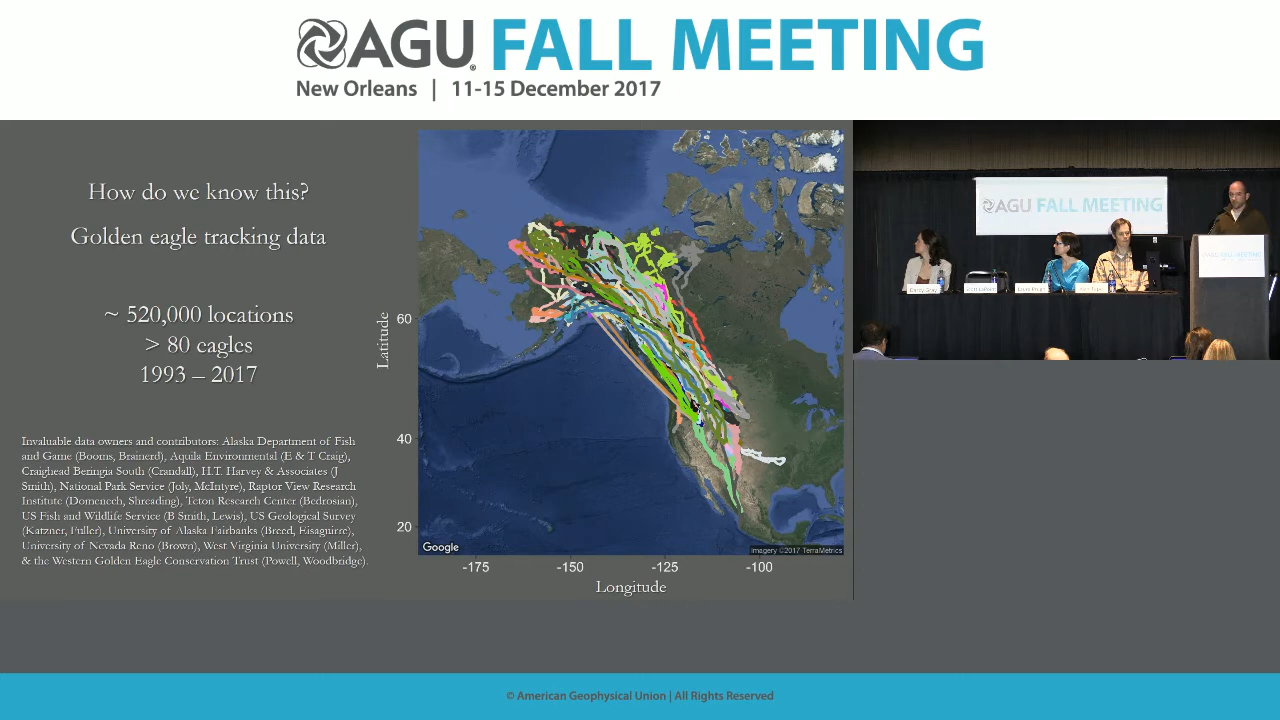 AGU FALL MEETING
New Orleans | 11-15 December 2017
How do we know this?
Golden eagle tracking data
~ 520,000 locations
> 80 eagles
1993 – 2017
Invaluable data owners and contributors: Alaska Department of Fish
and Game (Booms, Brainerd), Aquila Environmental (E & T Craig),
Craighead Beringia South (Crandall), H.T. Harvey & Associates (J
Smith), National Park Service (Joly, McIntyre), Raptor View Research
Institute (Domenech, Shreading), Teton Research Center (Bedrosian),
US Fish and Wildlife Service (B Smith, Lewis), US Geological Survey
(Katzner, Fuller), University of Alaska Fairbanks (Breed, Eisaguirre),
University of Nevada Reno (Brown), West Virginia University (Miller),
& the Western Golden Eagle Conservation Trust (Powell, Woodbridge).
Latitude
60
40
20
Google
Imagery ©2017 TerraMetrics
-175 -150 -125 -100
Longitude
AGU FALL MEETING
© American Geophysical Union | All Rights Reserved